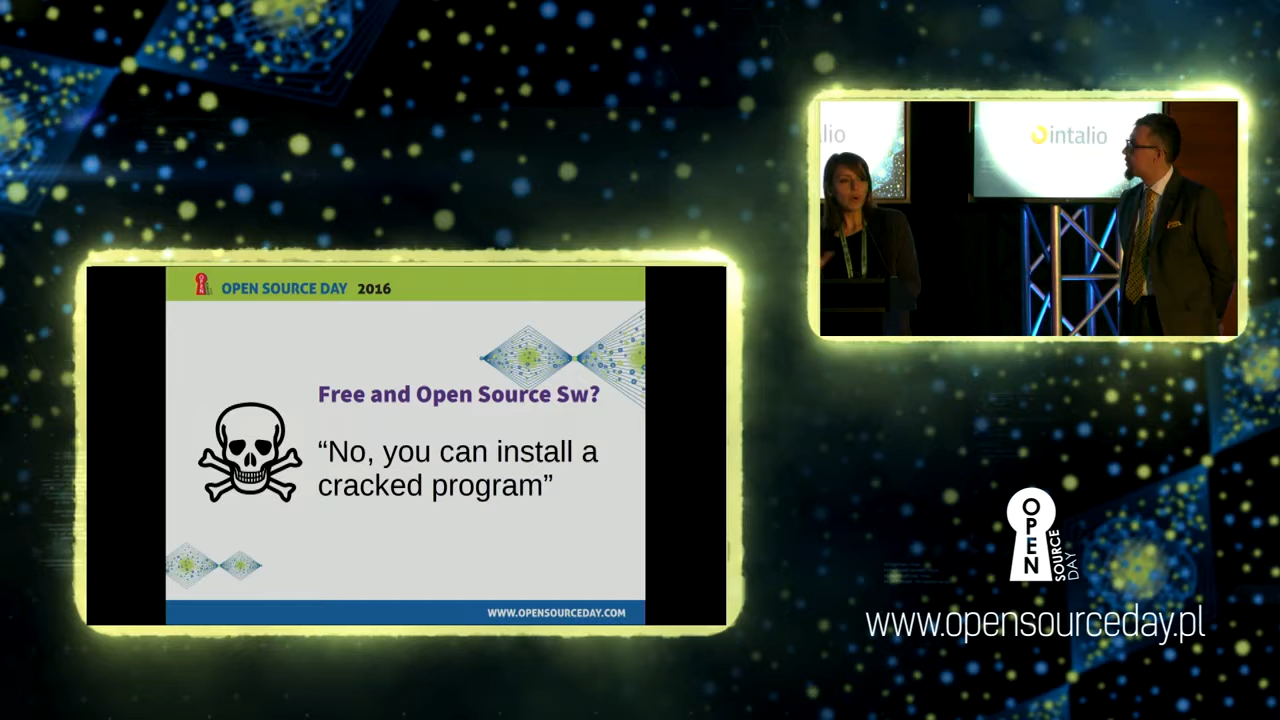 OPEN SOURCE DAY 2016
Free and Open Source Sw?
“No, you can install a
cracked program”
WWW.OPENSOURCEDAY.COM
lio
intalio
OPEN
SOURCE
DAY
www.opensourceday.pl